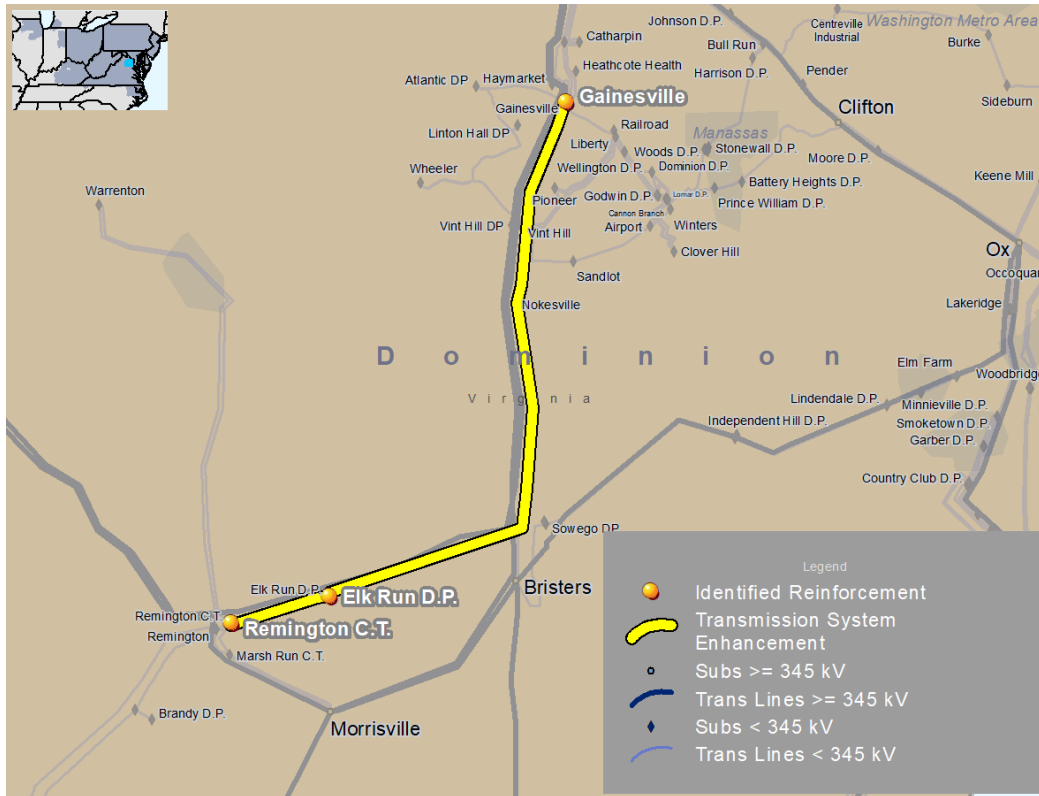 Johnson D.P.
Washington Metro Area
Centreville
Industrial
Catharpin
Bull Run
Burke
Heathcote Health
Harrison D.P.
Pender
Atlantic DP
Haymarket
Gainesville
Sideburn
Gainesville
Clifton
Railroad
Linton Hall DP
Manassas
Liberty
Woods D.P.
Stonewall D.P.
Moore D.P.
Wellington D.P.
Dominion D.P.
Wheeler
Keene Mill
Battery Heights D.P.
Warrenton
Pioneer
Godwin D.P.
Lomar D.P.
Prince William D.P.
Cannon Branch
Vint Hill DP
Vint Hill
Airport
Winters
Clover Hill
Ox
Sandlot
Occoquan
Nokesville
Lakeridge
Dominion
Elm Farm
Woodbridge
Virginia
Lindendale D.P.
Minnieville D.P.
Independent Hill D.P.
Smoketown D.P.
Garber D.P.
Country Club D.P.
Sowego DP
Bristers
Elk Run D.P.
Elk Run D.P.
Remington C.T.
Remington C.T.
Remington
Marsh Run C.T.
Brandy D.P.
Morrisville
Legend
Identified Reinforcement
Transmission System
Enhancement
Subs >= 345 kV
Trans Lines >= 345 kV
Subs < 345 kV
Trans Lines < 345 kV